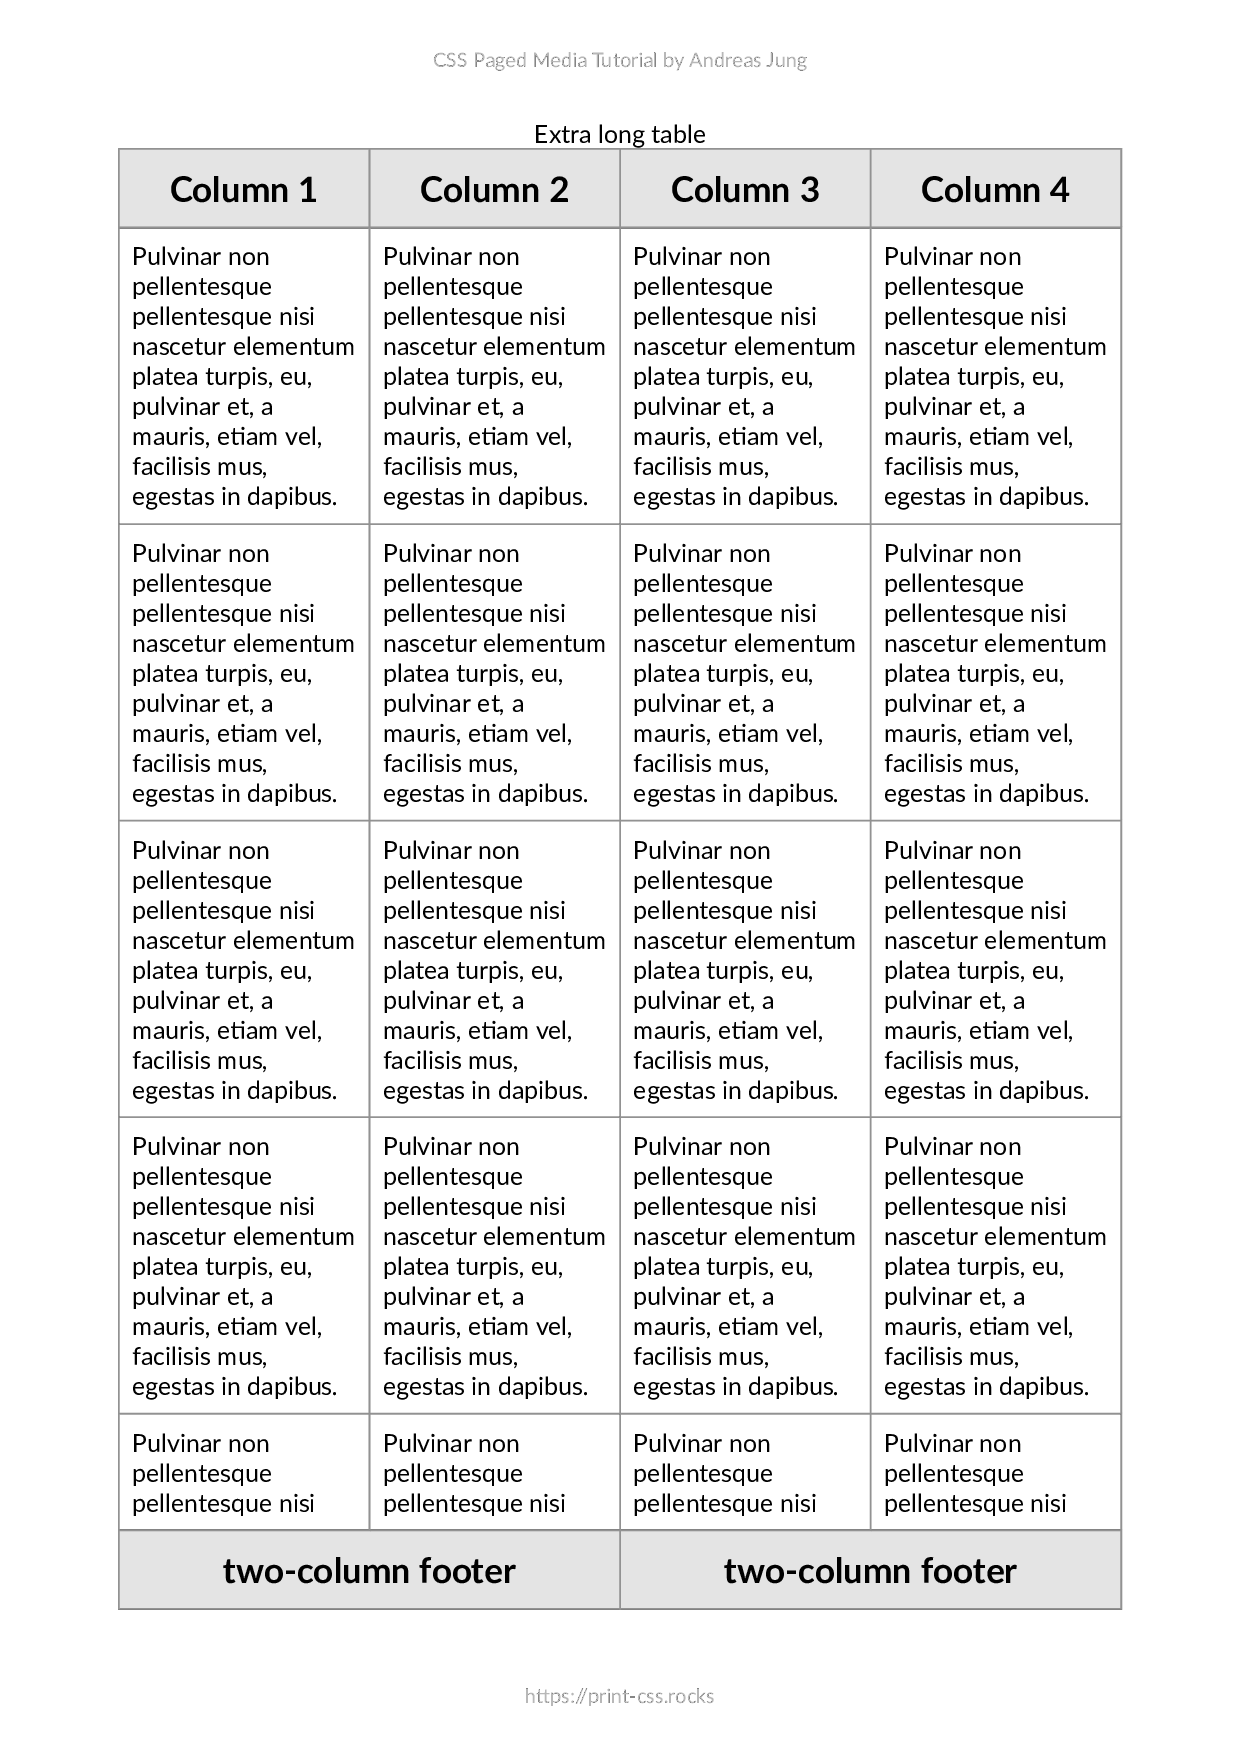 CSS Paged Media Tutorial by Andreas Jung
Extra long table
Column 1 Column 2 Column 3 Column 4
Pulvinar non Pulvinar non Pulvinar non Pulvinar non
pellentesque pellentesque pellentesque pellentesque
pellentesque nisi pellentesque nisi pellentesque nisi pellentesque nisi
nascetur elementum nascetur elementum nascetur elementum nascetur elementum
platea turpis, eu, platea turpis, eu, platea turpis, eu, platea turpis, eu,
pulvinar et, a pulvinar et, a pulvinar et, a pulvinar et, a
mauris, etiam vel, mauris, etiam vel, mauris, etiam vel, mauris, etiam vel,
facilisis mus, facilisis mus, facilisis mus, facilisis mus,
egestas in dapibus. egestas in dapibus. egestas in dapibus. egestas in dapibus.
Pulvinar non Pulvinar non Pulvinar non Pulvinar non
pellentesque pellentesque pellentesque pellentesque
pellentesque nisi pellentesque nisi pellentesque nisi pellentesque nisi
nascetur elementum nascetur elementum nascetur elementum nascetur elementum
platea turpis, eu, platea turpis, eu, platea turpis, eu, platea turpis, eu,
pulvinar et, a pulvinar et, a pulvinar et, a pulvinar et, a
mauris, etiam vel, mauris, etiam vel, mauris, etiam vel, mauris, etiam vel,
facilisis mus, facilisis mus, facilisis mus, facilisis mus,
egestas in dapibus. egestas in dapibus. egestas in dapibus. egestas in dapibus.
Pulvinar non Pulvinar non Pulvinar non Pulvinar non
pellentesque pellentesque pellentesque pellentesque
pellentesque nisi pellentesque nisi pellentesque nisi pellentesque nisi
nascetur elementum nascetur elementum nascetur elementum nascetur elementum
platea turpis, eu, platea turpis, eu, platea turpis, eu, platea turpis, eu,
pulvinar et, a pulvinar et, a pulvinar et, a pulvinar et, a
mauris, etiam vel, mauris, etiam vel, mauris, etiam vel, mauris, etiam vel,
facilisis mus, facilisis mus, facilisis mus, facilisis mus,
egestas in dapibus. egestas in dapibus. egestas in dapibus. egestas in dapibus.
Pulvinar non Pulvinar non Pulvinar non Pulvinar non
pellentesque pellentesque pellentesque pellentesque
pellentesque nisi pellentesque nisi pellentesque nisi pellentesque nisi
nascetur elementum nascetur elementum nascetur elementum nascetur elementum
platea turpis, eu, platea turpis, eu, platea turpis, eu, platea turpis, eu,
pulvinar et, a pulvinar et, a pulvinar et, a pulvinar et, a
mauris, etiam vel, mauris, etiam vel, mauris, etiam vel, mauris, etiam vel,
facilisis mus, facilisis mus, facilisis mus, facilisis mus,
egestas in dapibus. egestas in dapibus. egestas in dapibus. egestas in dapibus.
Pulvinar non Pulvinar non Pulvinar non Pulvinar non
pellentesque pellentesque pellentesque pellentesque
pellentesque nisi pellentesque nisi pellentesque nisi pellentesque nisi
two-column footer two-column footer
https://print-css.rocks